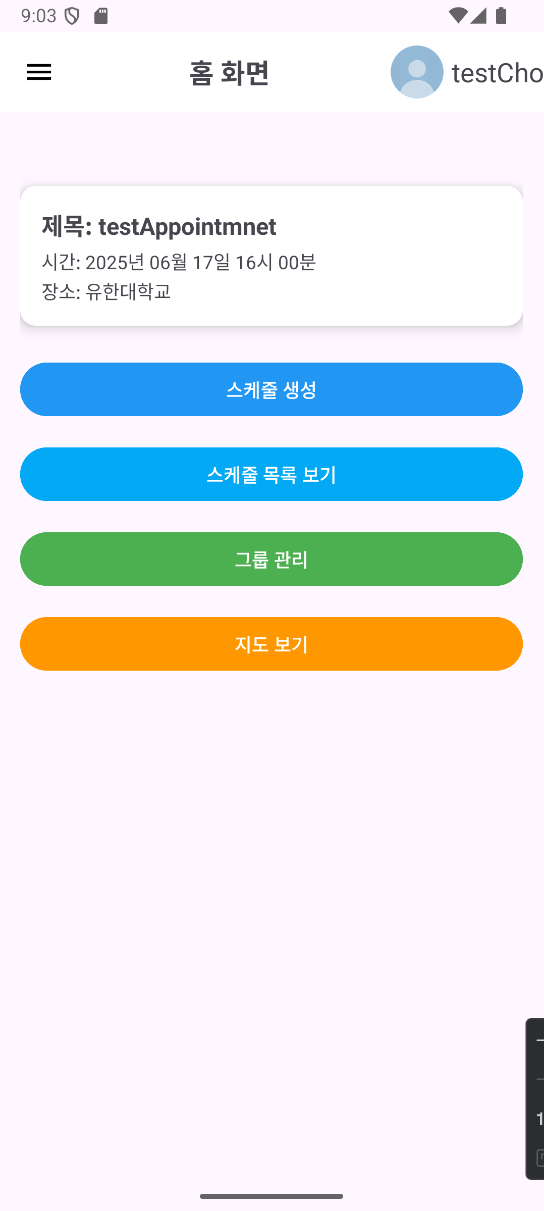 9:03
홈 화면
testCho
제목: testAppointmnet
시간: 2025년 06월 17일 16시 00분
장소: 유한대학교
스케줄 생성
스케줄 목록 보기
그룹 관리
지도 보기
1